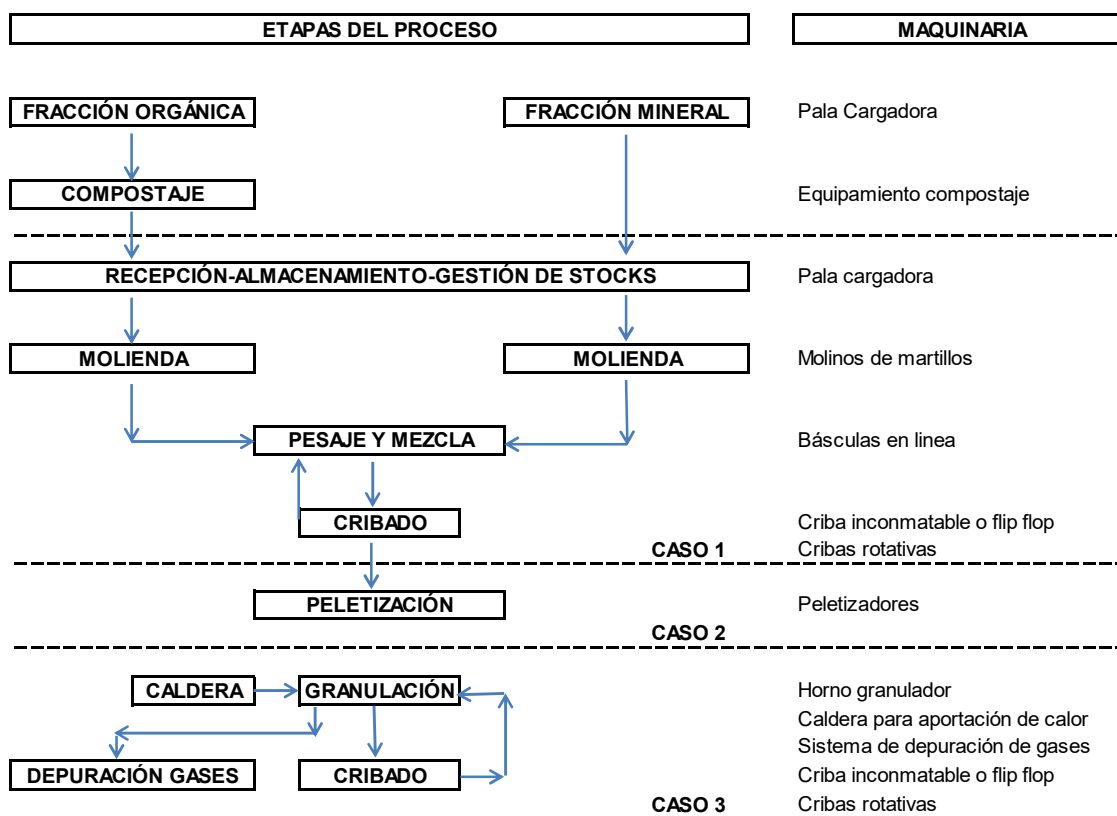 ETAPAS DEL PROCESO MAQUINARIA
FRACCIÓN ORGÁNICA FRACCIÓN MINERAL Pala Cargadora
COMPOSTAJE Equipamiento compostaje
RECEPCIÓN-ALMACENAMIENTO-GESTIÓN DE STOCKS Pala cargadora
MOLIENDA MOLIENDA Molinos de martillos
PESAJE Y MEZCLA Básculas en linea
CRIBADO Criba inconmatable o flip flop
CASO 1 Cribas rotativas
PELETIZACIÓN Peletizadores
CASO 2
CALDERA GRANULACIÓN Horno granulador
Caldera para aportación de calor
Sistema de depuración de gases
DEPURACIÓN GASES CRIBADO Criba inconmatable o flip flop
CASO 3 Cribas rotativas